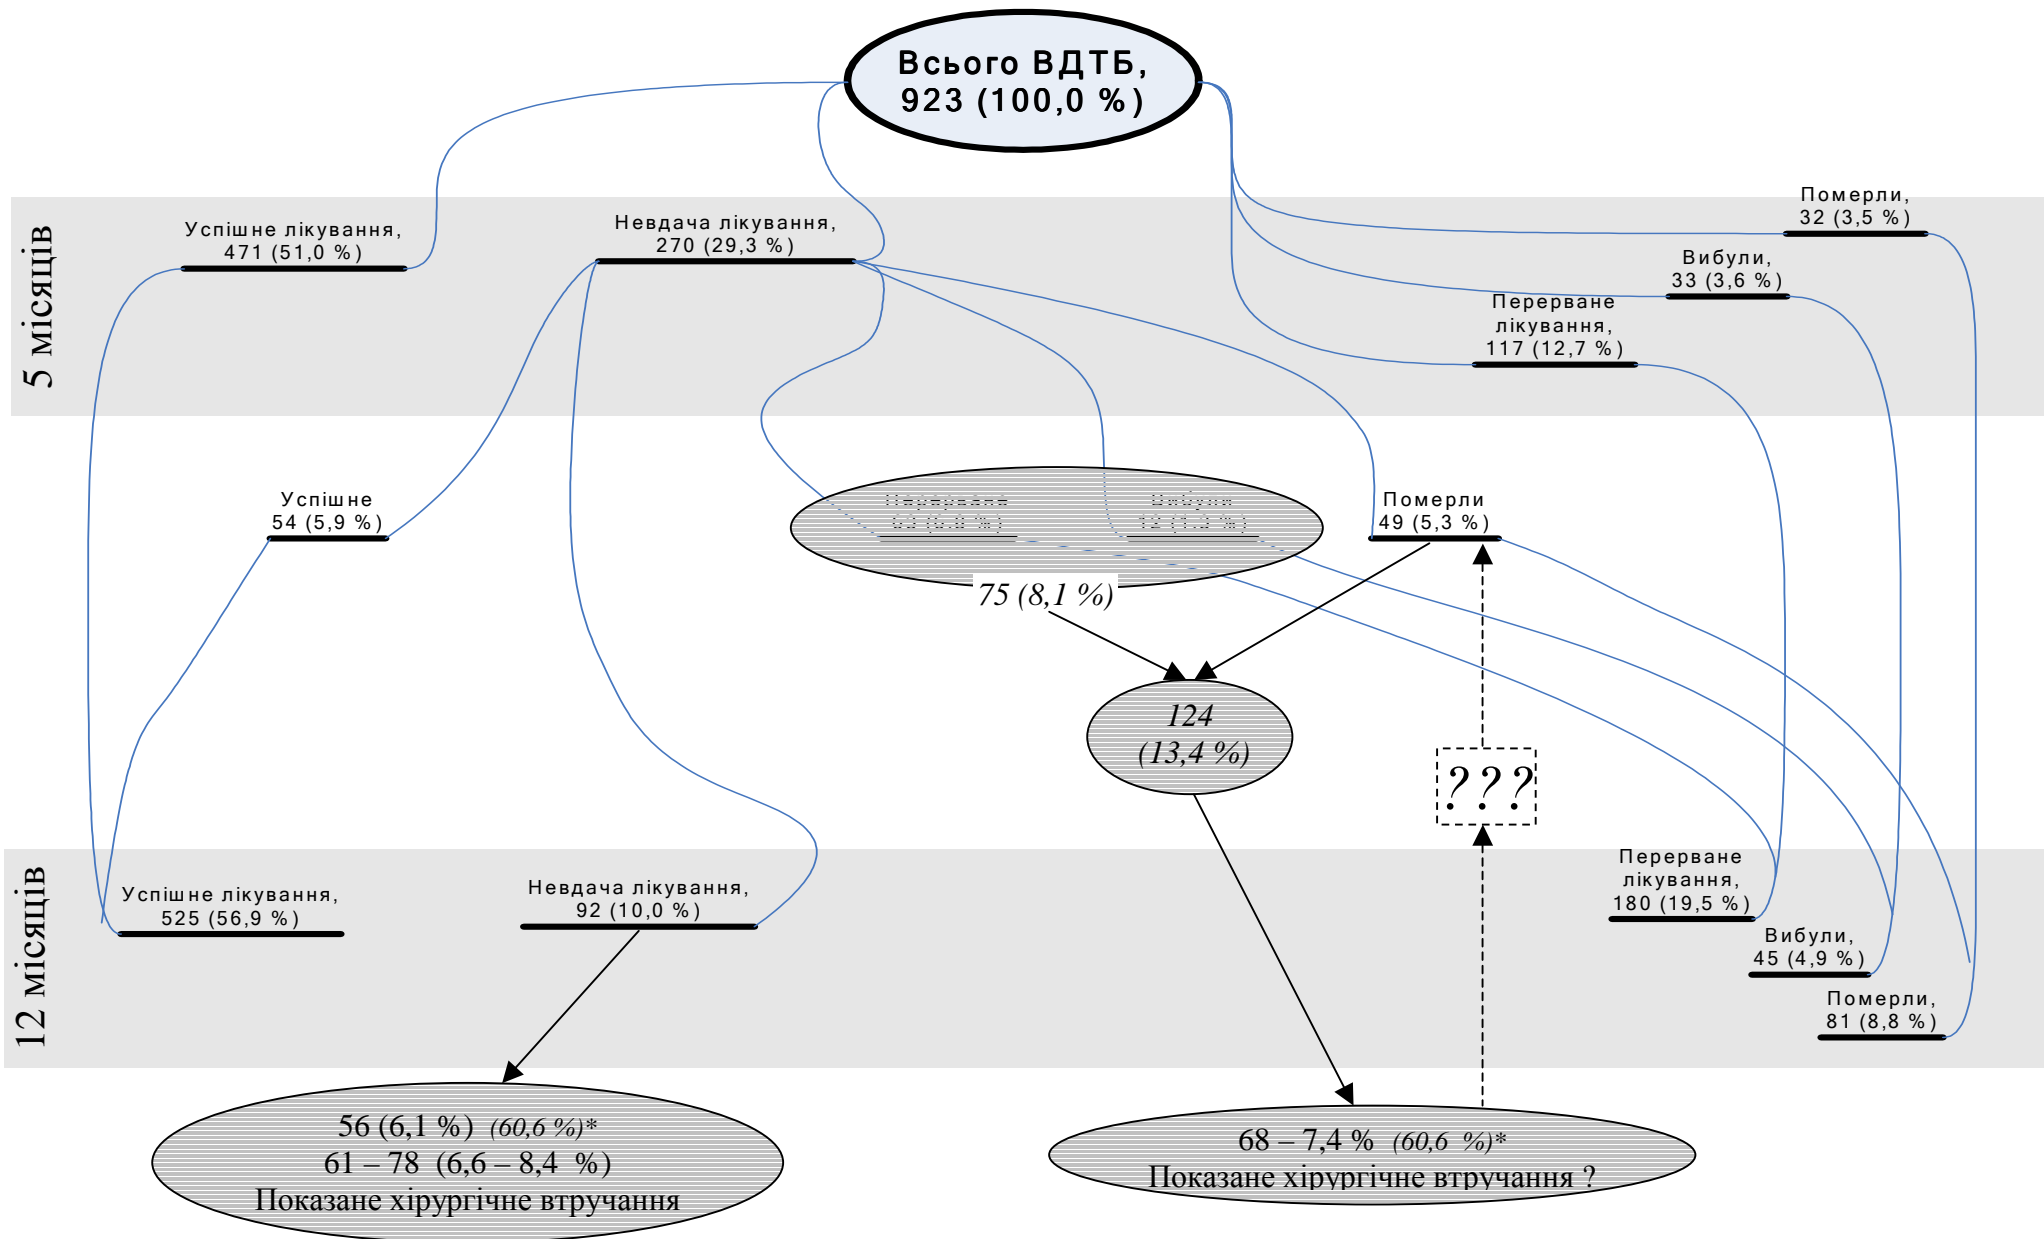 Всього ВДТБ,
923 (100,0 %)
5 місяців
Успішне лікування,
471 (51,0 %)
Невдача лікування,
270 (29,3 %)
Померли,
32 (3,5 %)
Вибули,
33 (3,6 %)
Перерване
лікування,
117 (12,7 %)
Успішне
54 (5,9 %)
Перерване
Вибули
Померли
49 (5,3 %)
75 (8,1 %)
124
(13,4 %)
???
12 місяців
Успішне лікування,
525 (56,9 %)
Невдача лікування,
92 (10,0 %)
Перерване
лікування,
180 (19,5 %)
Вибули,
45 (4,9 %)
Померли,
81 (8,8 %)
56 (6,1 %) (60,6 %)*
61 – 78 (6,6 – 8,4 %)
Показане хірургічне втручання
68 – 7,4 % (60,6 %)*
Показане хірургічне втручання ?